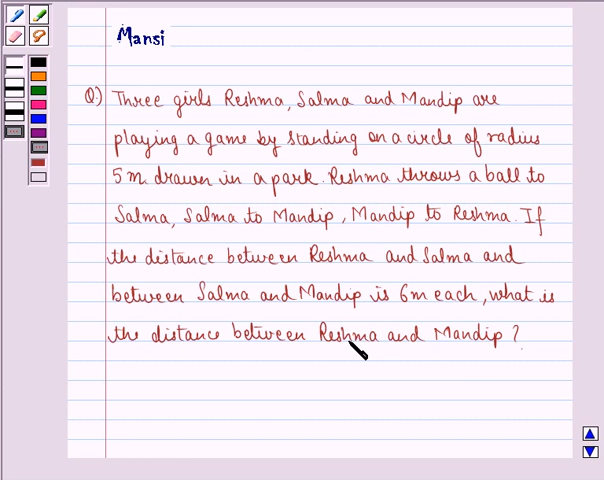 Mansi
Q.) Three girls Reshma, Salma and Mandip are
playing a game by standing on a circle of radius
5m drawn in a park. Reshma throws a ball to
Salma, Salma to Mandip, Mandip to Reshma. If
the distance between Reshma and Salma and
between Salma and Mandip is 6m each, what is
the distance between Reshma and Mandip?